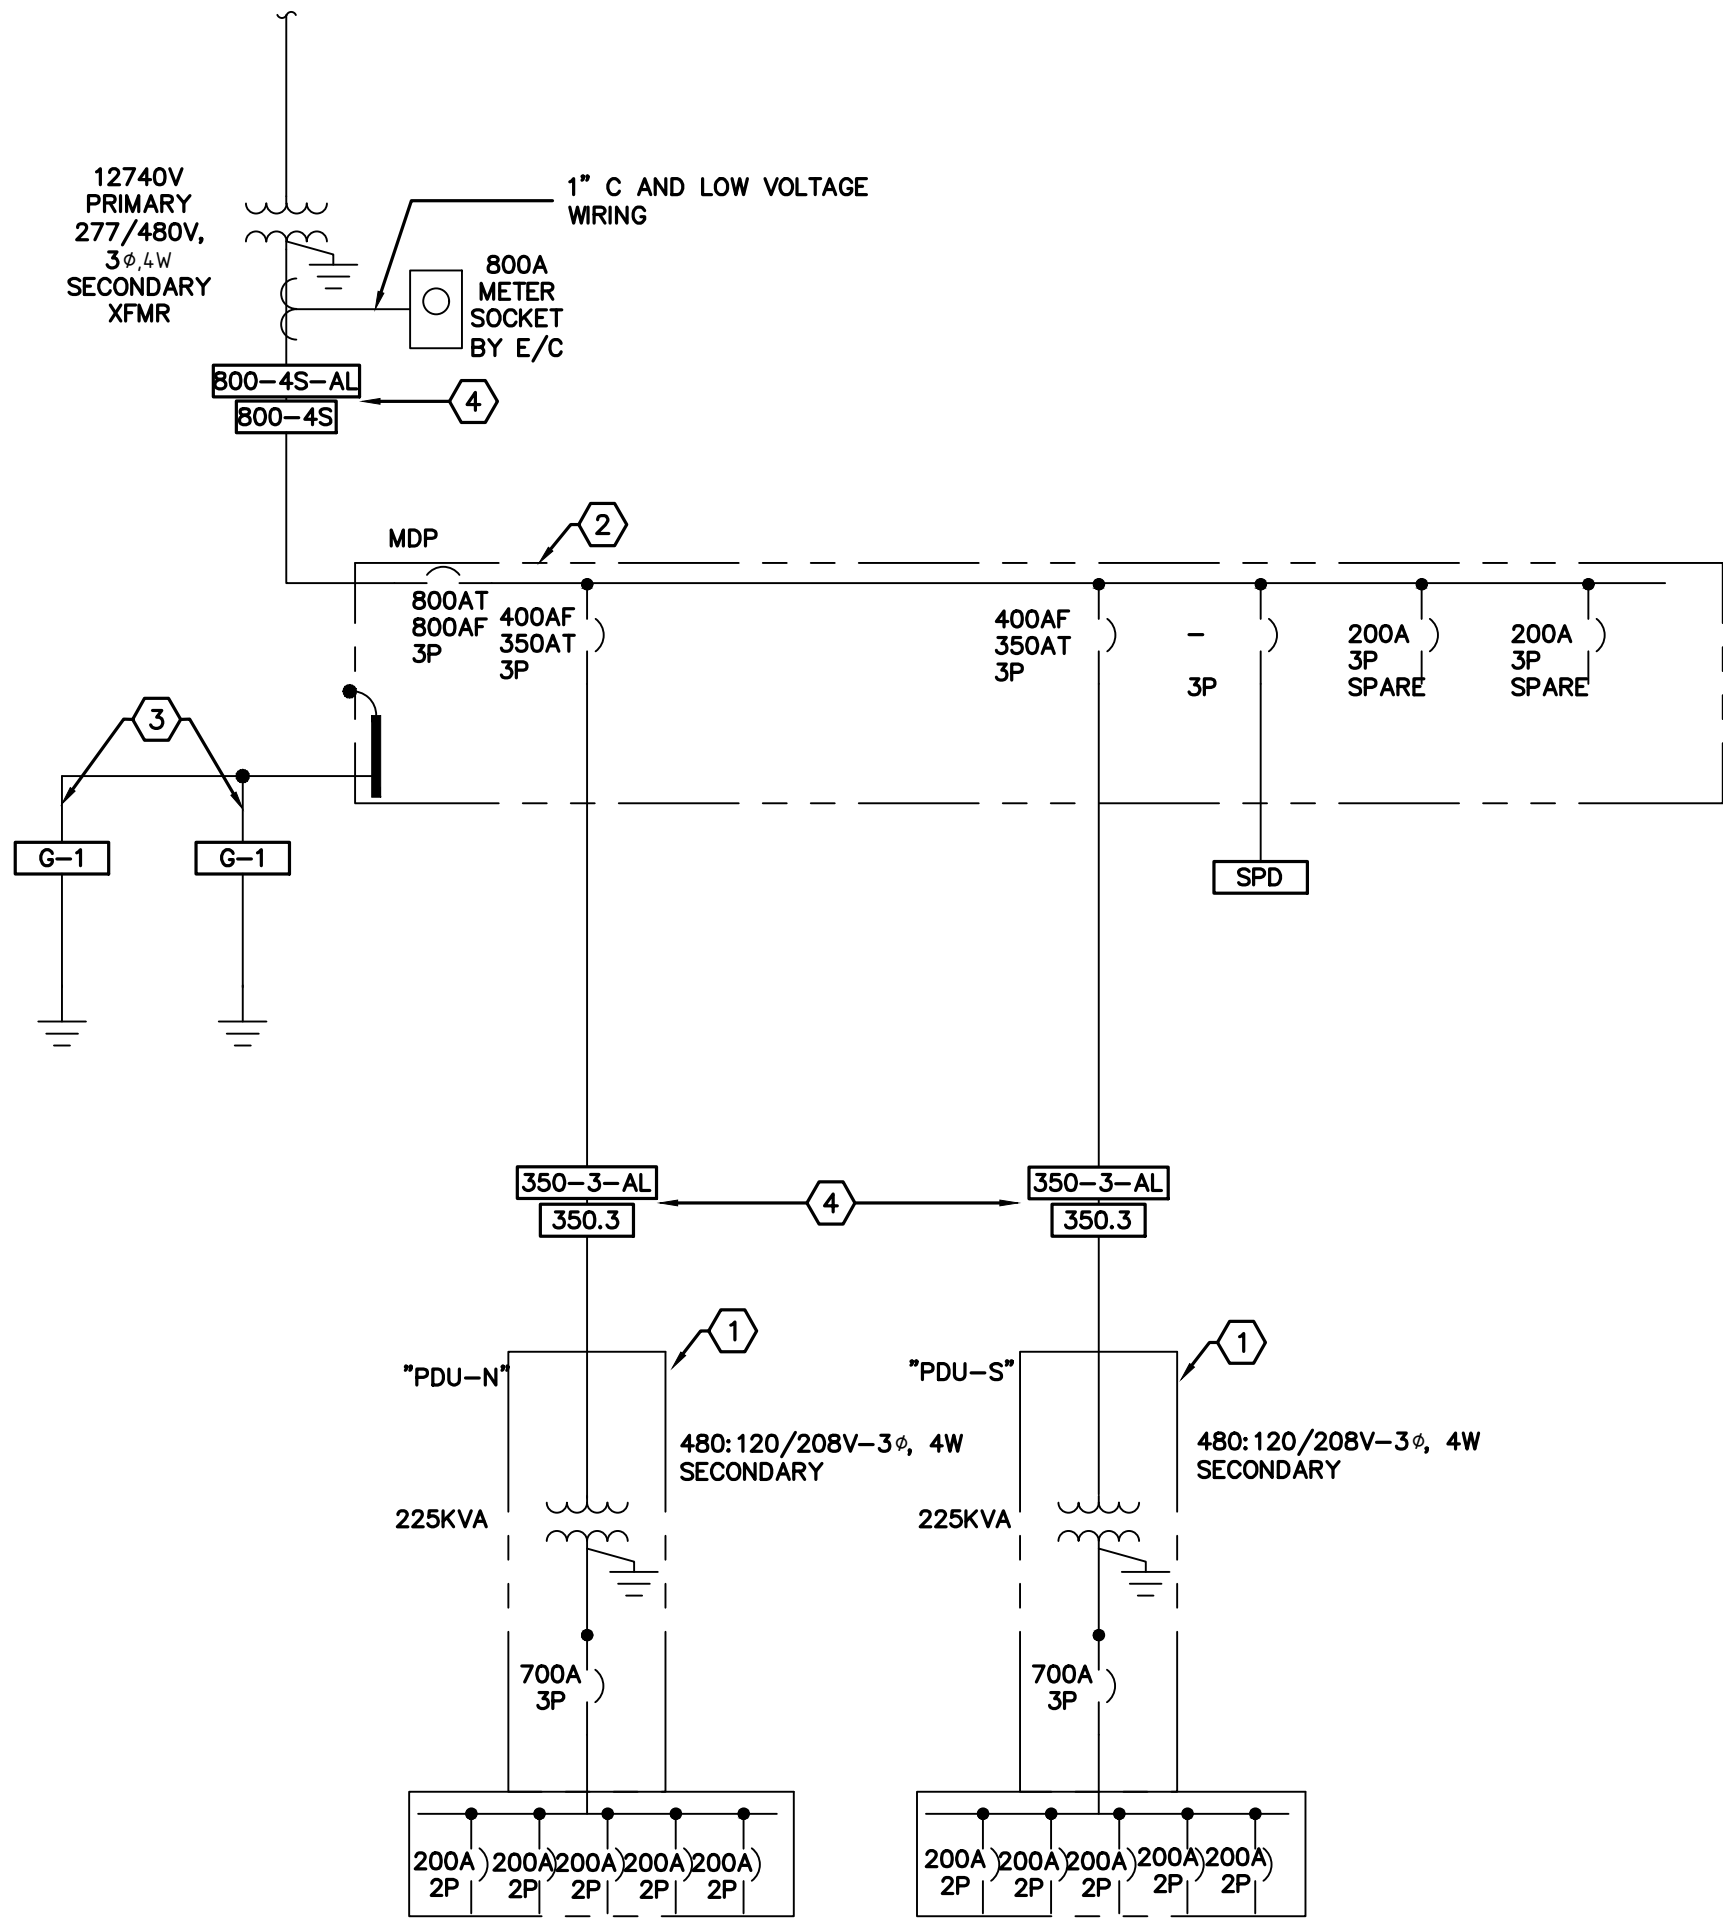 12740V
PRIMARY
277/480V,
3⌀,4W
SECONDARY
XFMR
1” C AND LOW VOLTAGE
WIRING
800A
METER
SOCKET
BY E/C
800-4S-AL
800-4S
4
MDP
2
800AT
800AF
3P
400AF
350AT
3P
400AF
350AT
3P
-
3P
200A
3P
SPARE
200A
3P
SPARE
3
G-1
G-1
SPD
350-3-AL
350.3
4
350-3-AL
350.3
1
"PDU-N"
480:120/208V-3⌀, 4W
SECONDARY
225KVA
700A
3P
1
"PDU-S"
480:120/208V-3⌀, 4W
SECONDARY
225KVA
700A
3P
200A 200A 200A 200A 200A
2P 2P 2P 2P 2P
200A 200A 200A 200A 200A
2P 2P 2P 2P 2P